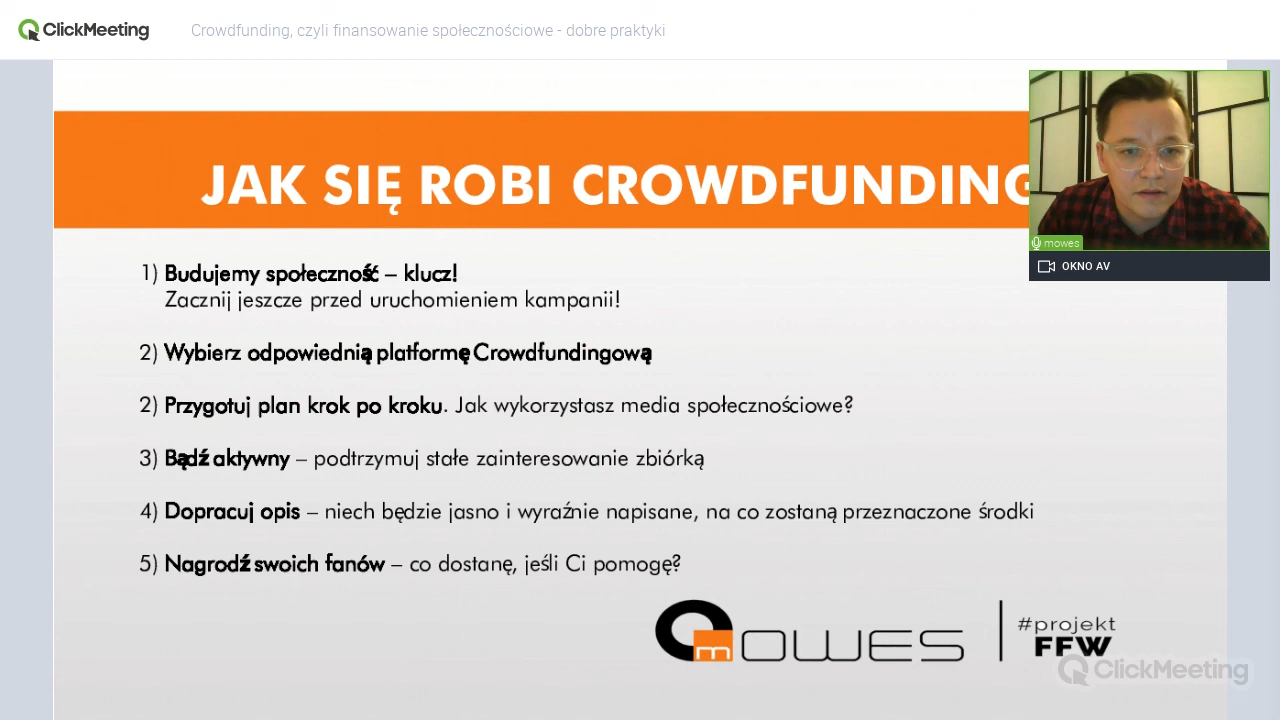 ClickMeeting
Crowdfunding, czyli finansowanie społecznościowe - dobre praktyki
JAK SIĘ ROBI CROWDFUNDING
mowes
OKNO AV
1) Budujemy społeczność – klucz!
Zacznij jeszcze przed uruchomieniem kampanii!
2) Wybierz odpowiednią platformę Crowdfundingową
2) Przygotuj plan krok po kroku. Jak wykorzystasz media społecznościowe?
3) Bądź aktywny – podtrzymuj stałe zainteresowanie zbiórką
4) Dopracuj opis – niech będzie jasno i wyraźnie napisane, na co zostaną przeznaczone środki
5) Nagrodź swoich fanów – co dostanę, jeśli Ci pomogę?
m OWES
#projekt
FFW
ClickMeeting